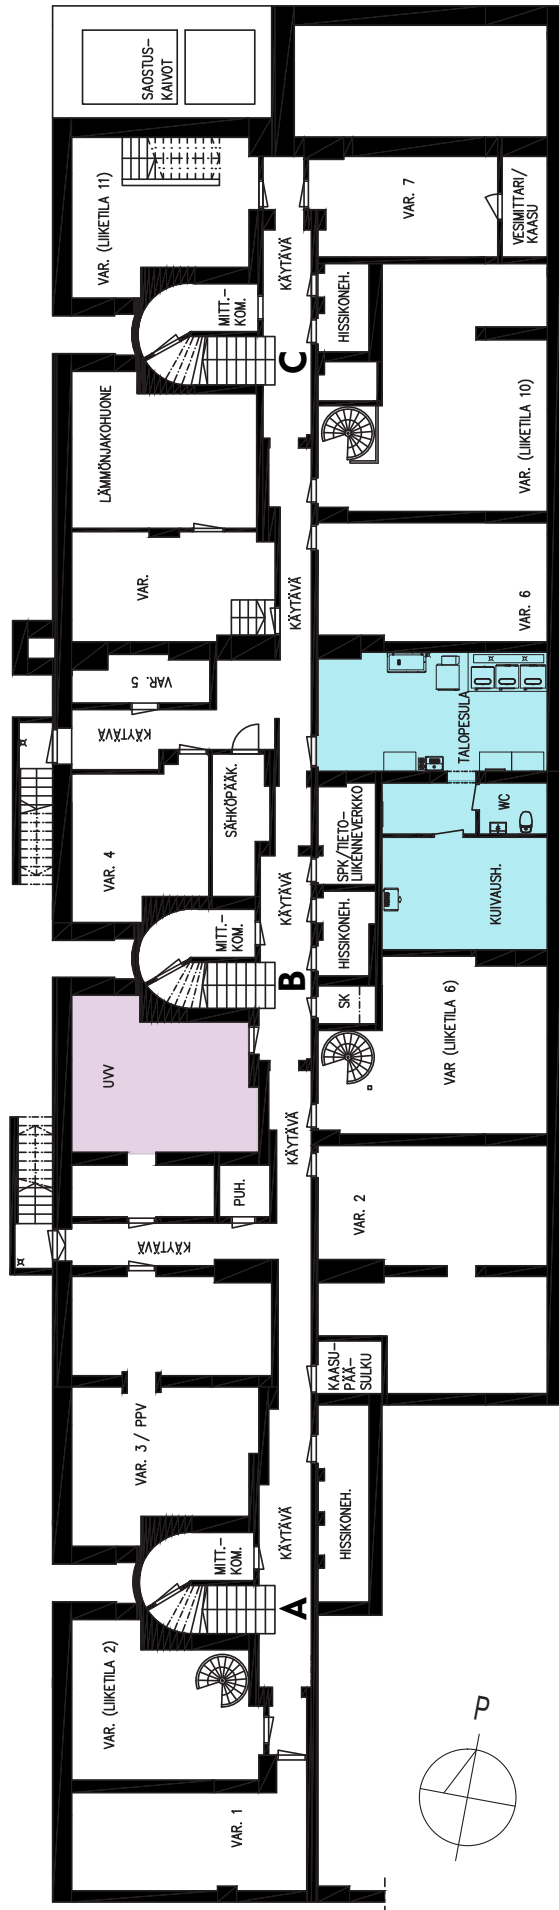 SAOSTUS-
KAIVOT
VAR. (LIIKETILA 11)
VAR. 7
VESIMITTARI/
KAASU
KÄYTÄVÄ
MITT.-
KOM.
HISSIKONEH.
C
LÄMMÖNJAKOHUONE
VAR. (LIIKETILA 10)
VAR.
KÄYTÄVÄ
VAR. 6
VAR. 5
KÄYTÄVÄ
TALOPESULA
VAR. 4
SÄHKÖPÄÄK.
SPK/TIETO-
LIIKENNEVERKKO
WC
KÄYTÄVÄ
MITT.-
KOM.
HISSIKONEH.
KUIVAUSH.
B
SK
UVV
VAR (LIIKETILA 6)
KÄYTÄVÄ
PUH.
VAR. 2
KÄYTÄVÄ
KAASU-
PÄÄ-
SULKU
VAR. 3 / PPV
KÄYTÄVÄ
MITT.-
KOM.
HISSIKONEH.
A
VAR. (LIIKETILA 2)
VAR. 1
P